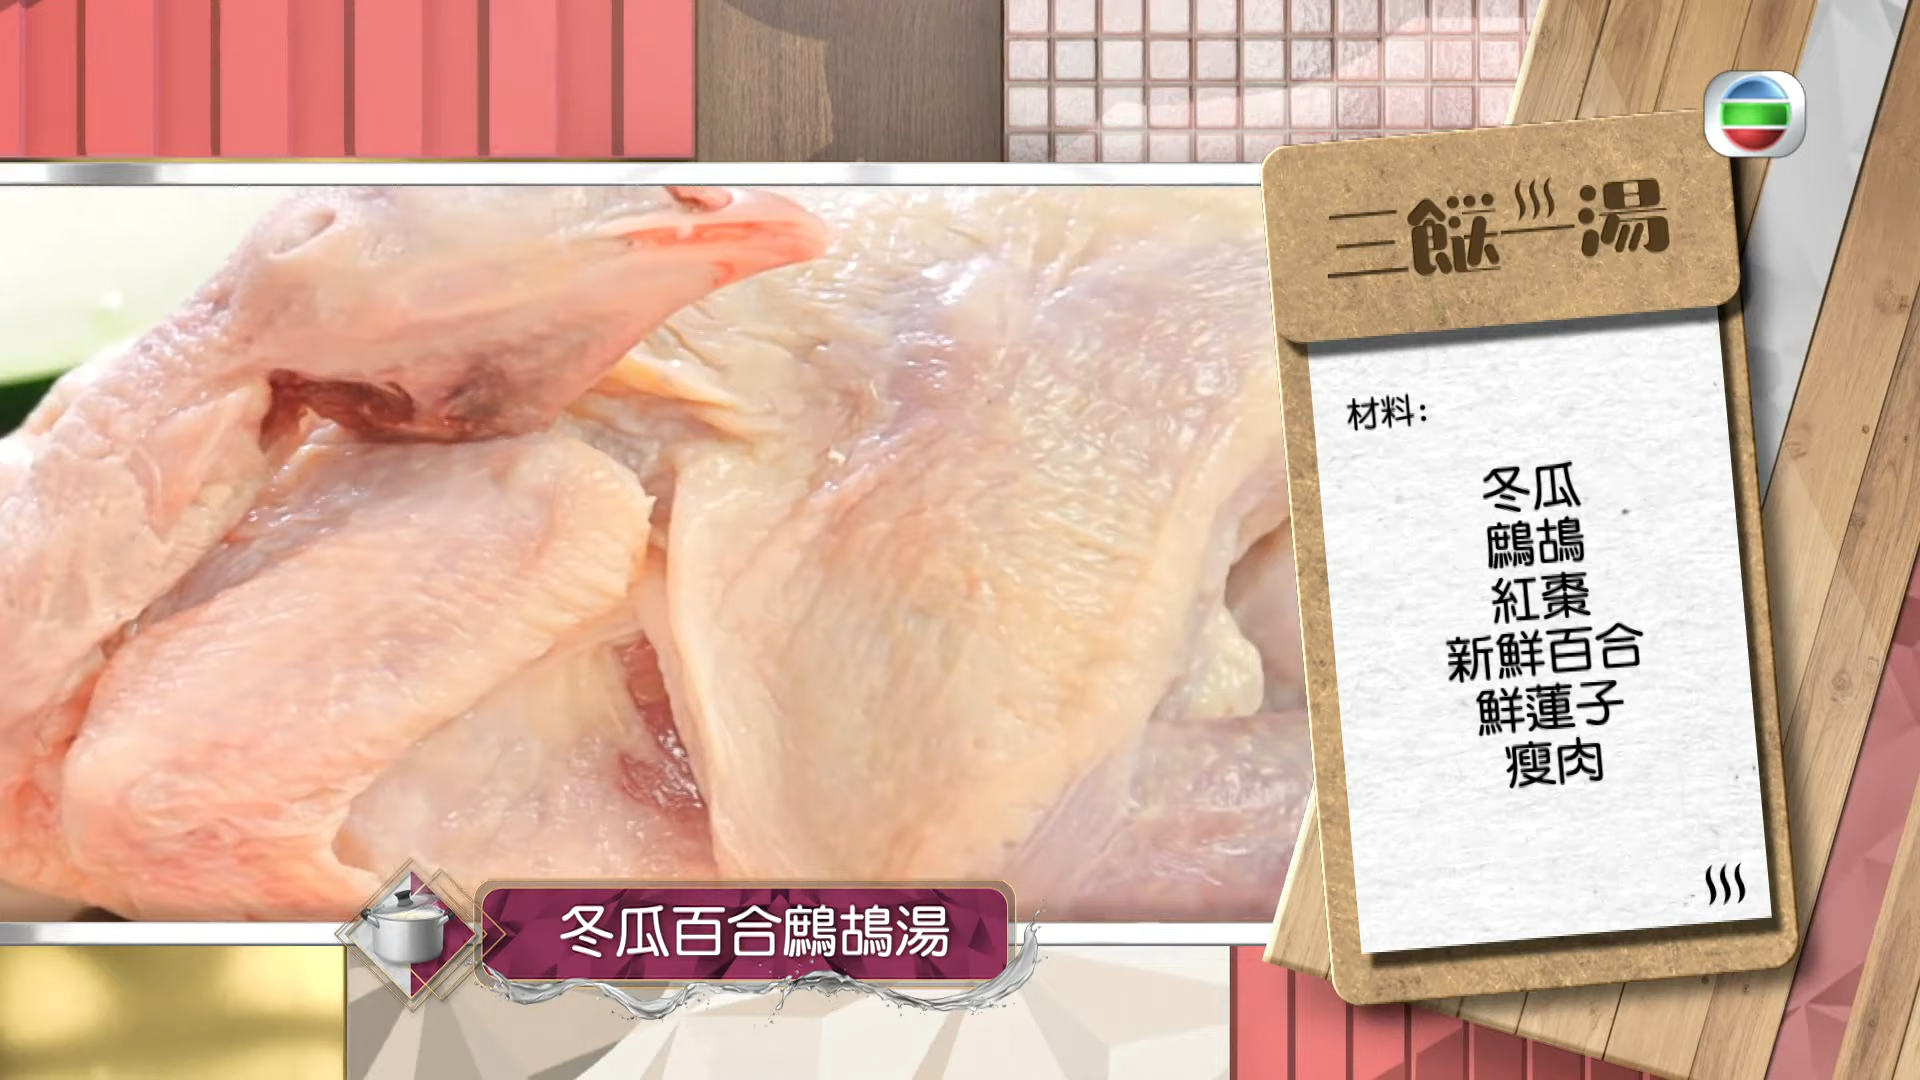 三餸一湯
材料:
冬瓜
鷓鴣
紅棗
新鮮百合
鮮蓮子
瘦肉
冬瓜百合鷓鴣湯